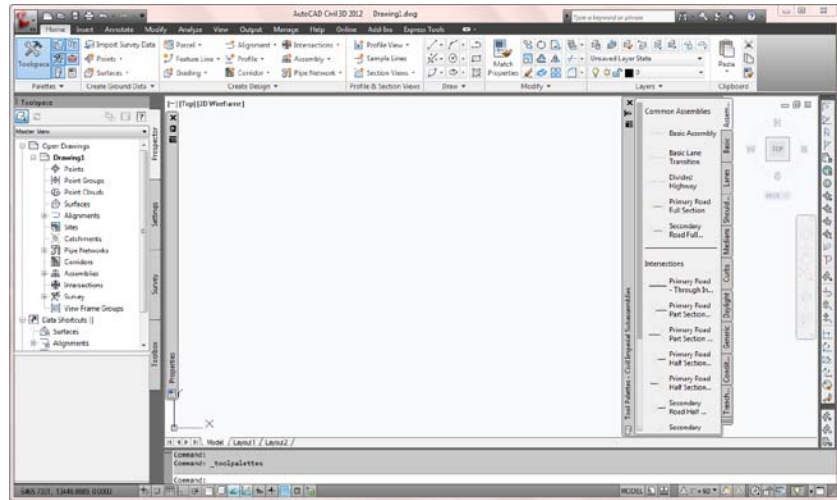 AutoCAD Civil 3D 2012 Drawing1.dwg
Type a keyword or phrase
Home Insert Annotate Modify Analyze View Output Manage Help Online Add-Ins Express Tools
Toolspace
Import Survey Data
Points
Surfaces
Parcel
Feature Line
Grading
Alignment
Profile
Corridor
Intersections
Assembly
Pipe Network
Profile View
Sample Lines
Section Views
Match
Properties
Unsaved Layer State
0
Paste
Palettes
Create Ground Data
Create Design
Profile & Section Views
Draw
Modify
Layers
Clipboard
Toolspace
Master View
Open Drawings
Drawing1
Points
Point Groups
Point Clouds
Surfaces
Alignments
Sites
Catchments
Pipe Networks
Corridors
Assemblies
Intersections
Survey
View Frame Groups
Data Shortcuts []
Surfaces
Alignments
Prospector
Settings
Survey
Toolbox
[-] [Top] [2D Wireframe]
Properties
Y
X
Common Assemblies
Basic Assembly
Basic Lane
Transition
Divided
Highway
Primary Road
Full Section
Secondary
Road Full...
Intersections
Primary Road
- Through In...
Primary Road
Part Section...
Primary Road
Part Section ...
Primary Road
Half Section...
Primary Road
Half Section...
Secondary
Road Half ...
Secondary
Assem...
Basic
Lanes
Should...
Medians
Curbs
Daylight
Generic
Condit...
Trench...
Tool Palettes - Civil Imperial Subassemblies
N
W
TOP
S
WCS
Model Layout1 Layout2
Command:
Command: _toolpalettes
Command:
MODEL